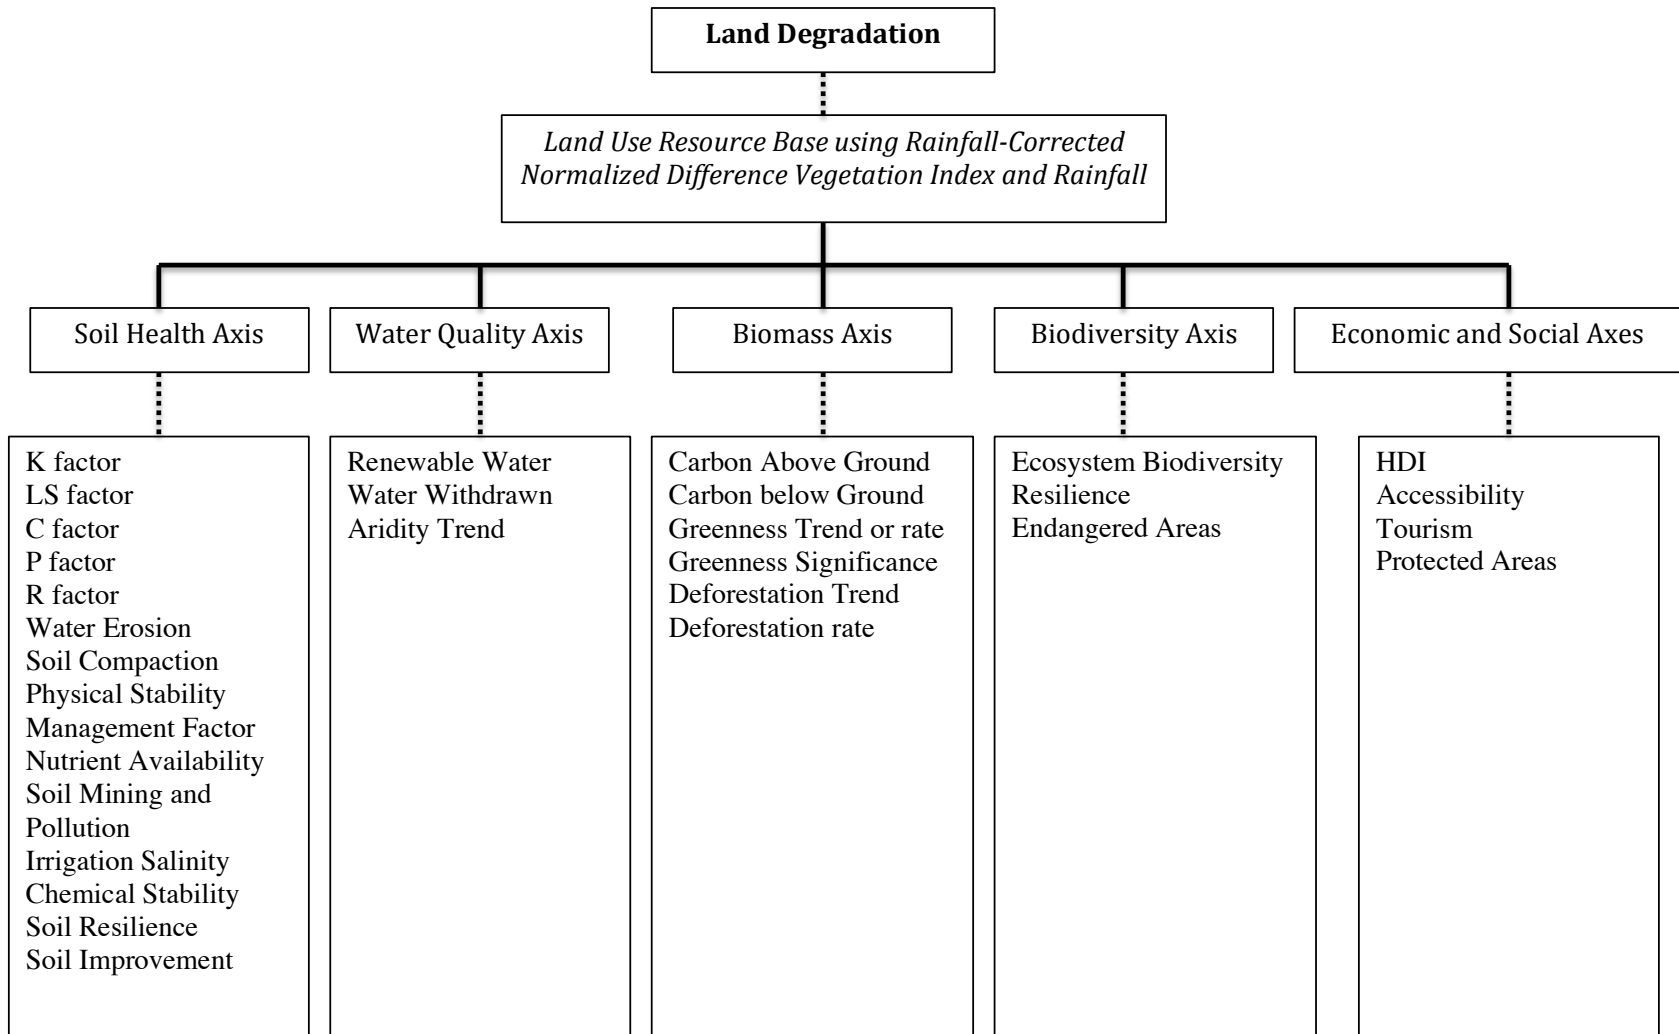 Land Degradation
Land Use Resource Base using Rainfall-Corrected
Normalized Difference Vegetation Index and Rainfall
Soil Health Axis
Water Quality Axis
Biomass Axis
Biodiversity Axis
Economic and Social Axes
K factor
LS factor
C factor
P factor
R factor
Water Erosion
Soil Compaction
Physical Stability
Management Factor
Nutrient Availability
Soil Mining and
Pollution
Irrigation Salinity
Chemical Stability
Soil Resilience
Soil Improvement
Renewable Water
Water Withdrawn
Aridity Trend
Carbon Above Ground
Carbon below Ground
Greenness Trend or rate
Greenness Significance
Deforestation Trend
Deforestation rate
Ecosystem Biodiversity
Resilience
Endangered Areas
HDI
Accessibility
Tourism
Protected Areas